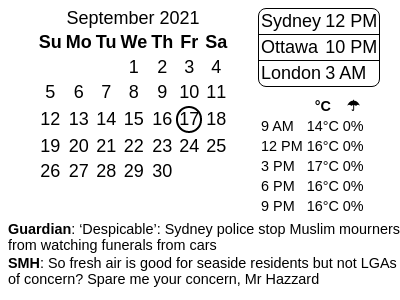 September 2021
Su Mo Tu We Th Fr Sa
1 2 3 4
5 6 7 8 9 10 11
12 13 14 15 16 17 18
19 20 21 22 23 24 25
26 27 28 29 30
Sydney 12 PM
Ottawa 10 PM
London 3 AM
°C ☂
9 AM 14°C 0%
12 PM 16°C 0%
3 PM 17°C 0%
6 PM 16°C 0%
9 PM 16°C 0%
Guardian: ‘Despicable’: Sydney police stop Muslim mourners
from watching funerals from cars
SMH: So fresh air is good for seaside residents but not LGAs
of concern? Spare me your concern, Mr Hazzard